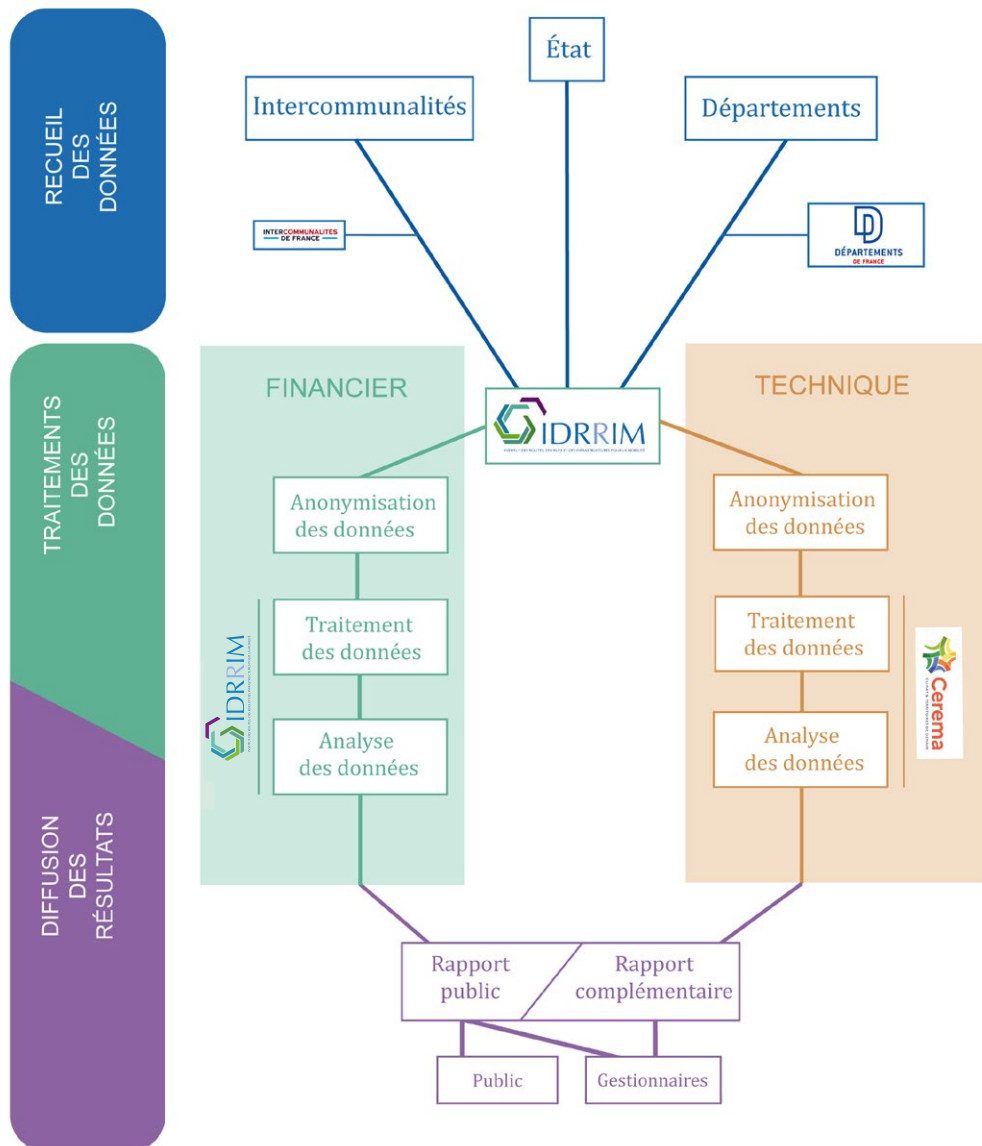 RECUEIL
DES
DONNÉES
État
Intercommunalités
Départements
INTERCOMMUNALITÉS
DE FRANCE
DÉPARTEMENTS
DE FRANCE
TRAITEMENTS
DES
DONNÉES
FINANCIER
TECHNIQUE
IDRRIM
Anonymisation
des données
Traitement
des données
Analyse
des données
IDRRIM
Anonymisation
des données
Traitement
des données
Analyse
des données
Cerema
DIFFUSION
DES
RÉSULTATS
Rapport
public
Rapport
complémentaire
Public
Gestionnaires